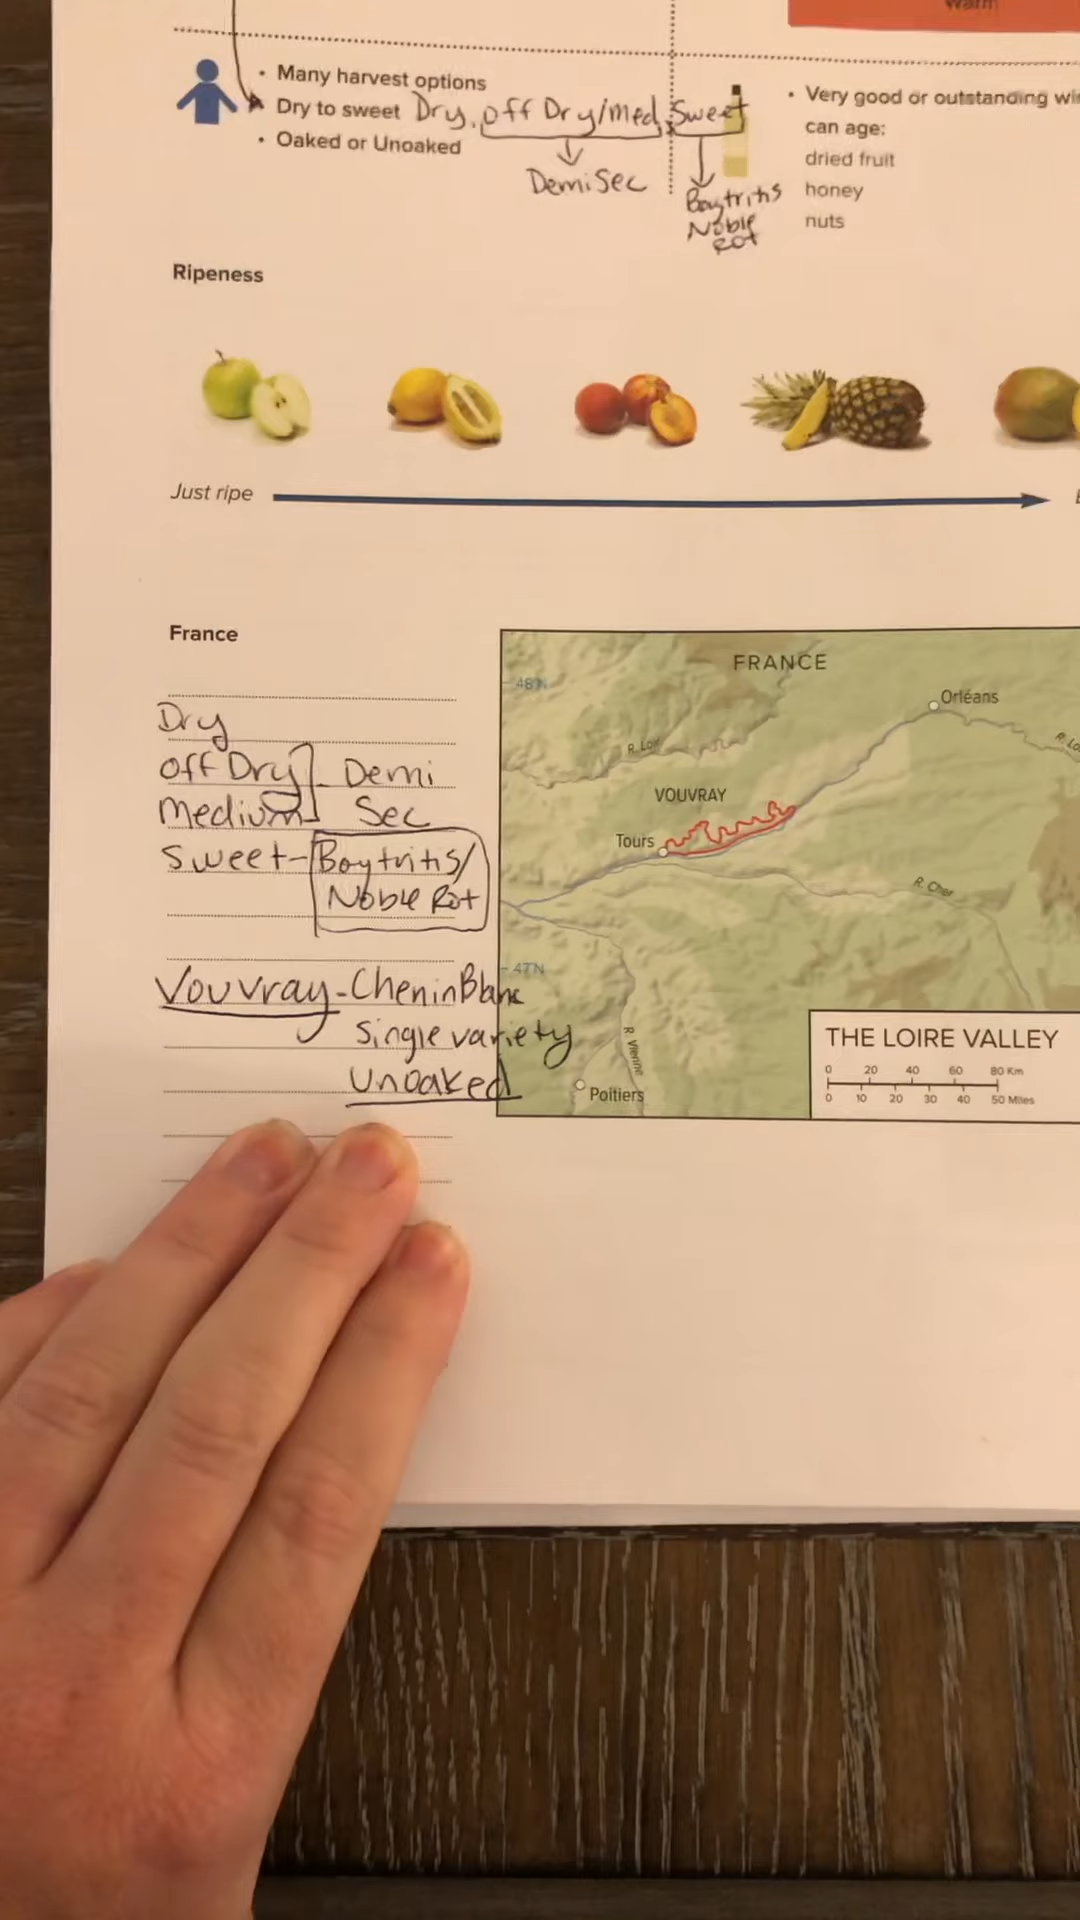 Warm
• Many harvest options
• Dry to sweet Dry, off Dry/med, Sweet
• Oaked or Unoaked
Demi Sec
Boytritis
Noble
Rot
• Very good or outstanding wi
can age:
dried fruit
honey
nuts
Ripeness
Just ripe
France
Dry
off Dry - Demi
Medium Sec
Sweet - Boytritis/
Noble Rot
Vouvray - Chenin Blanc
Single variety
Unoaked
FRANCE
48°N
Orléans
R. Loir
R. Lo
VOUVRAY
Tours
R. Cher
47°N
R. Vienne
Poitiers
THE LOIRE VALLEY
0 20 40 60 80 Km
0 10 20 30 40 50 Miles